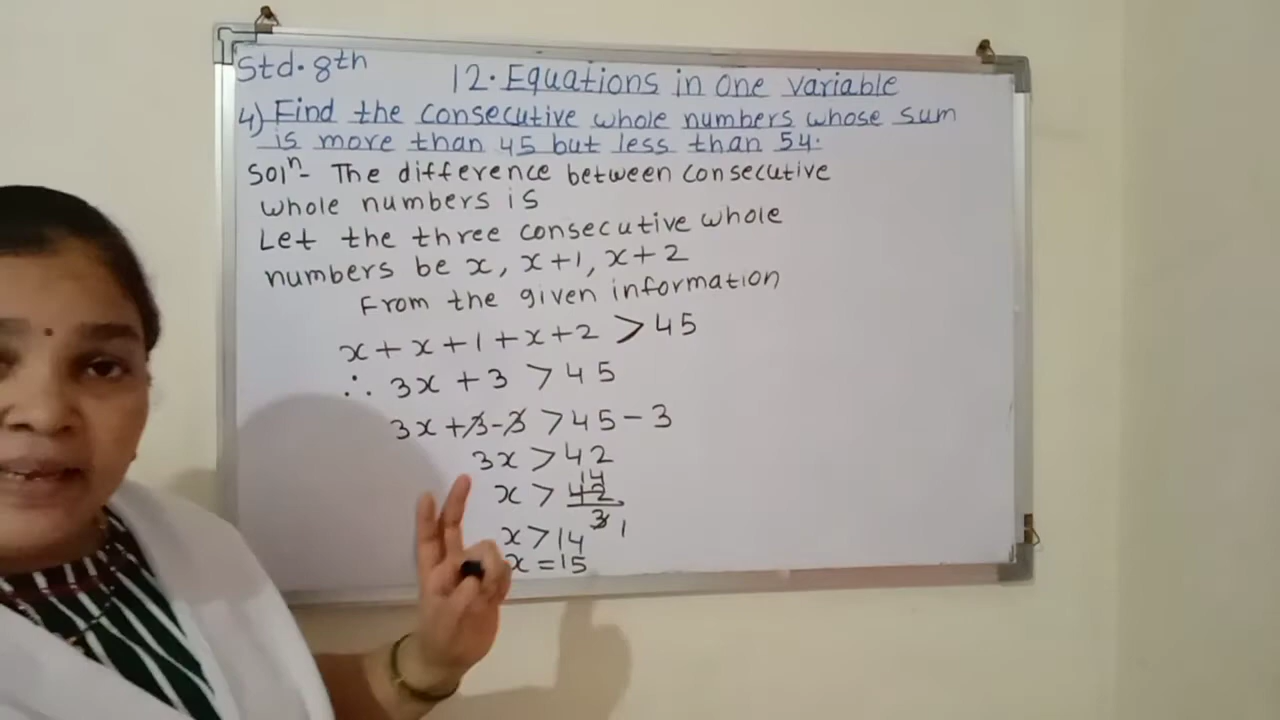 Std. 8th
12. Equations in one variable
4) Find the consecutive whole numbers whose sum
is more than 45 but less than 54.
Solⁿ- The difference between consecutive
whole numbers is
Let the three consecutive whole
numbers be x, x+1, x+2
From the given information
x+x+1+x+2 > 45
∴ 3x+3 > 45
3x+3-3 > 45-3
3x > 42
14
x > 42
3 1
x > 14
x = 15